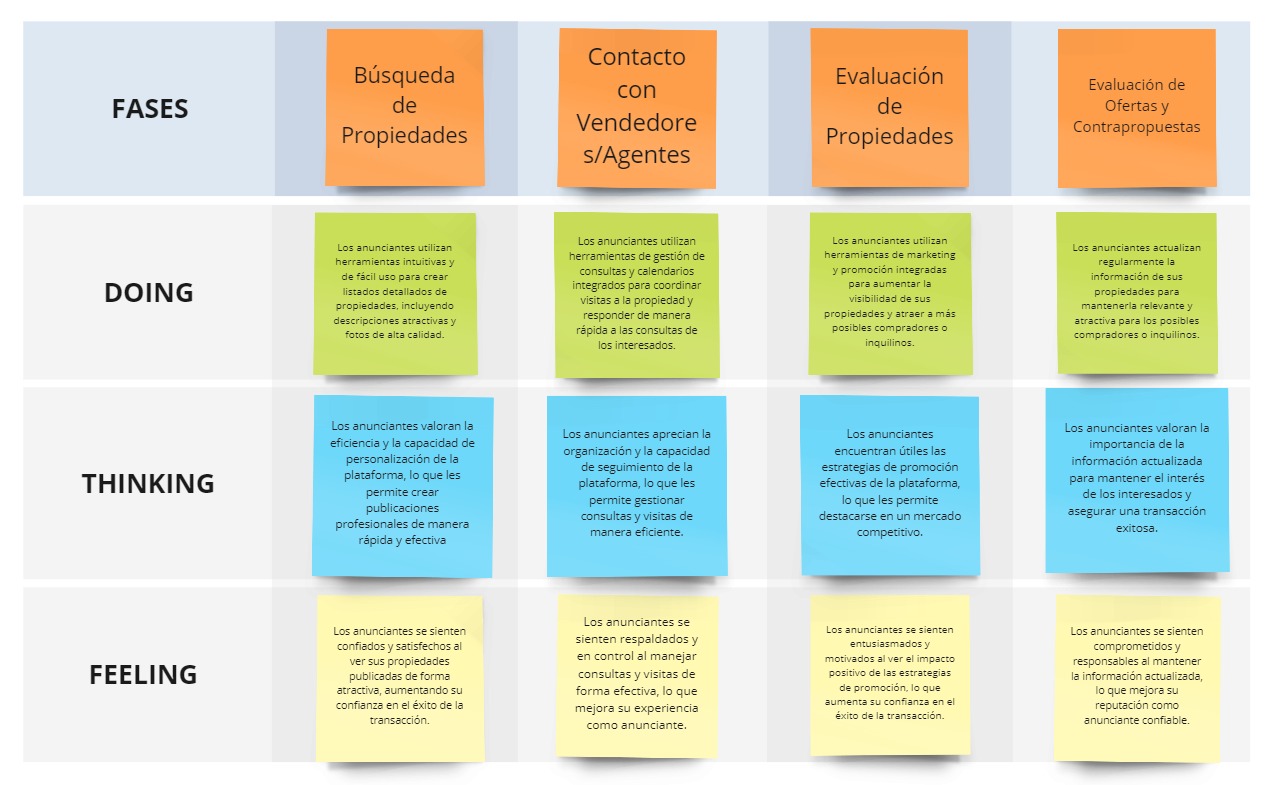 FASES
Búsqueda
de
Propiedades
Contacto
con
Vendedore
s/Agentes
Evaluación
de
Propiedades
Evaluación de
Ofertas y
Contrapropuestas
DOING
Los anunciantes utilizan
herramientas intuitivas y
de fácil uso para crear
listados detallados de
propiedades, incluyendo
descripciones atractivas y
fotos de alta calidad.
Los anunciantes utilizan
herramientas de gestión de
consultas y calendarios
integrados para coordinar
visitas a la propiedad y
responder de manera
rápida a las consultas de
los interesados.
Los anunciantes utilizan
herramientas de marketing
y promoción integradas
para aumentar la
visibilidad de sus
propiedades y atraer a más
posibles compradores o
inquilinos.
Los anunciantes actualizan
regularmente la
información de sus
propiedades para
mantenerla relevante y
atractiva para los posibles
compradores o inquilinos.
THINKING
Los anunciantes valoran la
eficiencia y la capacidad de
personalización de la
plataforma, lo que les
permite crear
publicaciones
profesionales de manera
rápida y efectiva
Los anunciantes aprecian la
organización y la capacidad
de seguimiento de la
plataforma, lo que les
permite gestionar
consultas y visitas de
manera eficiente.
Los anunciantes
encuentran útiles las
estrategias de promoción
efectivas de la plataforma,
lo que les permite
destacarse en un mercado
competitivo.
Los anunciantes valoran la
importancia de la
información actualizada
para mantener el interés
de los interesados y
asegurar una transacción
exitosa.
FEELING
Los anunciantes se sienten
confiados y satisfechos al
ver sus propiedades
publicadas de forma
atractiva, aumentando su
confianza en el éxito de la
transacción.
Los anunciantes se
sienten respaldados y
en control al manejar
consultas y visitas de
forma efectiva, lo que
mejora su experiencia
como anunciante.
Los anunciantes se sienten
entusiasmados y
motivados al ver el impacto
positivo de las estrategias
de promoción, lo que
aumenta su confianza en el
éxito de la transacción.
Los anunciantes se sienten
comprometidos y
responsables al mantener
la información actualizada,
lo que mejora su
reputación como
anunciante confiable.